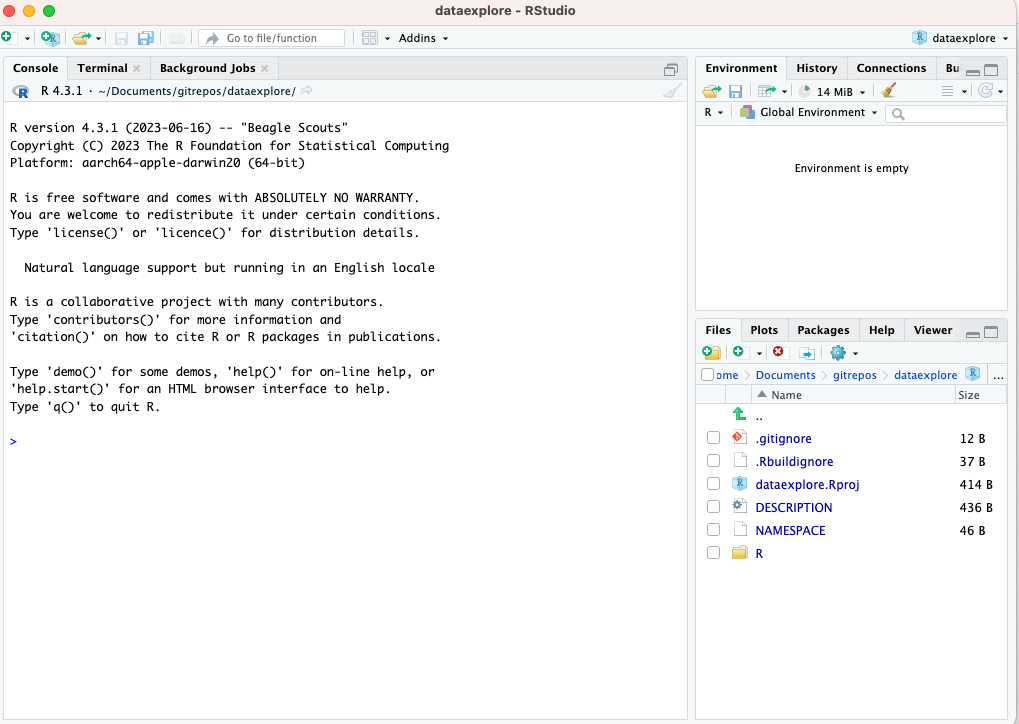 dataexplore - RStudio
Go to file/function
Addins
dataexplore
Console Terminal Background Jobs
R 4.3.1 · ~/Documents/gitrepos/dataexplore/
R version 4.3.1 (2023-06-16) -- "Beagle Scouts"
Copyright (C) 2023 The R Foundation for Statistical Computing
Platform: aarch64-apple-darwin20 (64-bit)
R is free software and comes with ABSOLUTELY NO WARRANTY.
You are welcome to redistribute it under certain conditions.
Type 'license()' or 'licence()' for distribution details.
Natural language support but running in an English locale
R is a collaborative project with many contributors.
Type 'contributors()' for more information and
'citation()' on how to cite R or R packages in publications.
Type 'demo()' for some demos, 'help()' for on-line help, or
'help.start()' for an HTML browser interface to help.
Type 'q()' to quit R.
>
Environment History Connections Bu
14 MiB
R Global Environment
Environment is empty
Files Plots Packages Help Viewer
ome Documents gitrepos dataexplore R ...
Name Size
..
.gitignore 12 B
.Rbuildignore 37 B
dataexplore.Rproj 414 B
DESCRIPTION 436 B
NAMESPACE 46 B
R